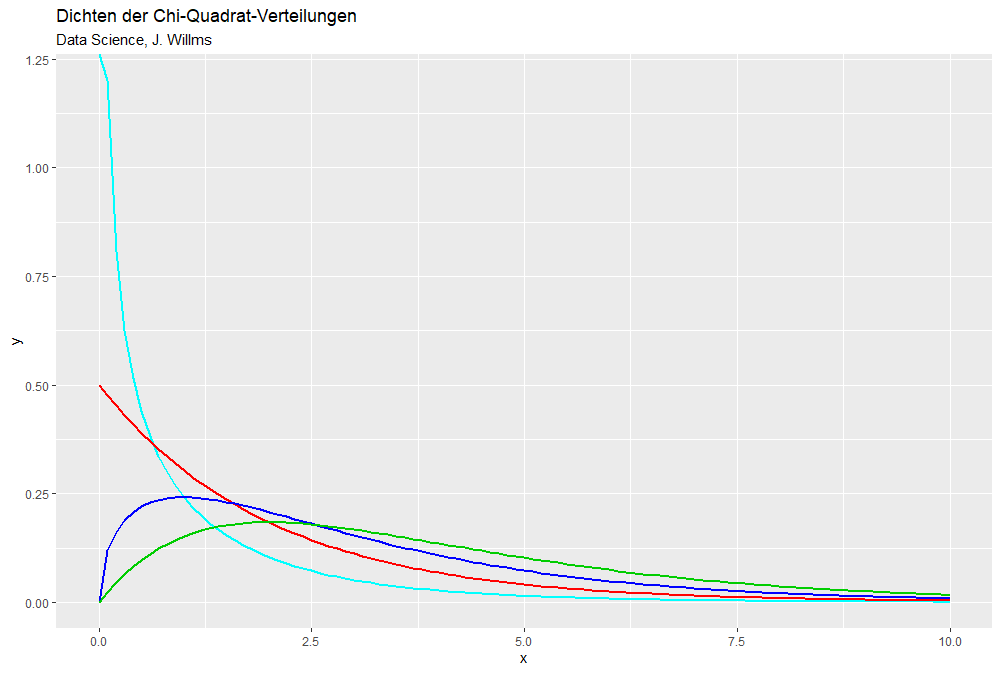 Dichten der Chi-Quadrat-Verteilungen
Data Science, J. Willms
1.25
1.00
0.75
0.50
0.25
0.00
y
0.0 2.5 5.0 7.5 10.0
x